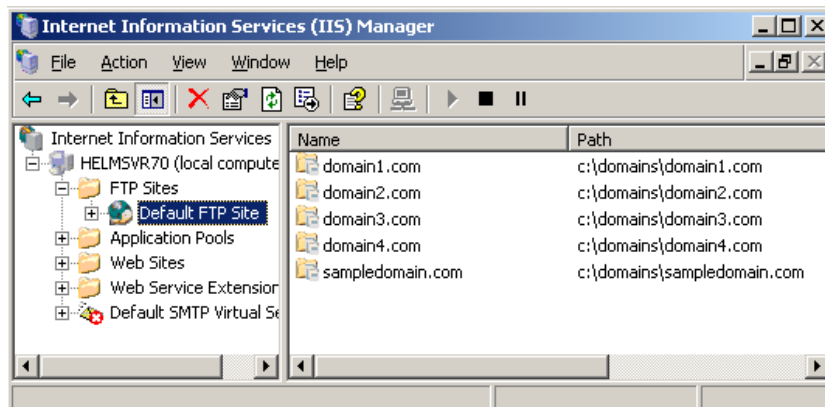 Internet Information Services (IIS) Manager
File Action View Window Help
Internet Information Services
HELMSVR70 (local compute
FTP Sites
Default FTP Site
Application Pools
Web Sites
Web Service Extension
Default SMTP Virtual Se
Name Path
domain1.com c:\domains\domain1.com
domain2.com c:\domains\domain2.com
domain3.com c:\domains\domain3.com
domain4.com c:\domains\domain4.com
sampledomain.com c:\domains\sampledomain.com